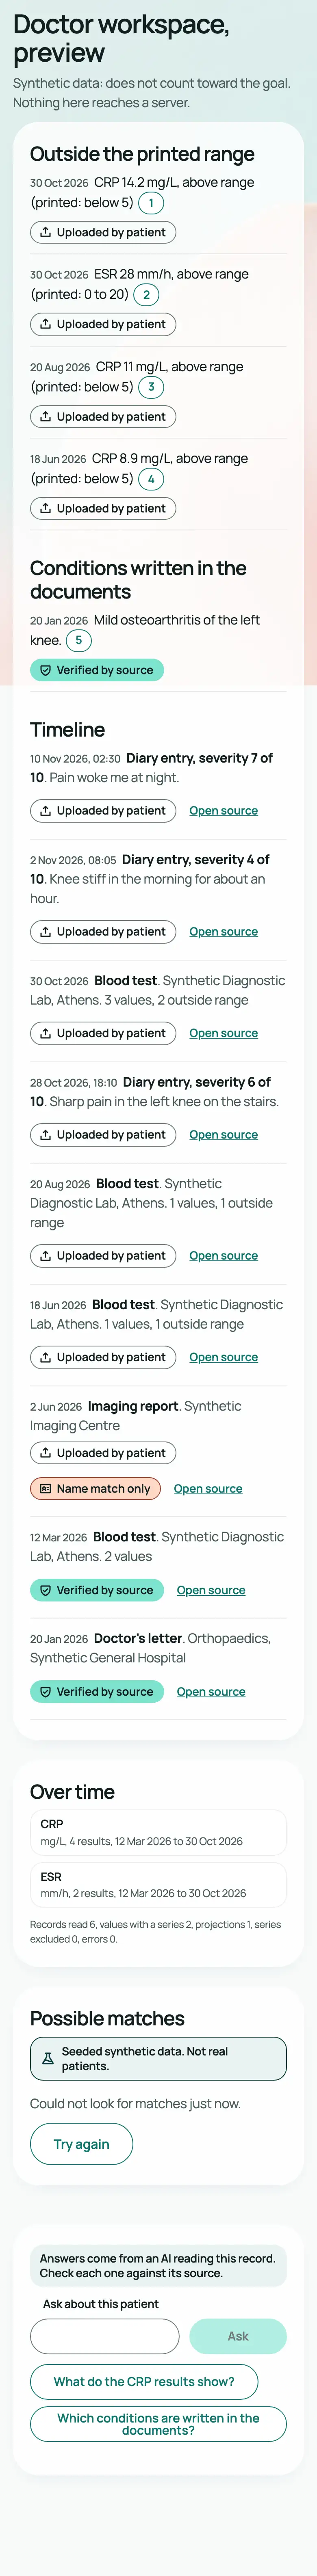 Doctor workspace,
preview
Synthetic data: does not count toward the goal.
Nothing here reaches a server.
Outside the printed range
30 Oct 2026 CRP 14.2 mg/L, above range
(printed: below 5) 1
Uploaded by patient
30 Oct 2026 ESR 28 mm/h, above range
(printed: 0 to 20) 2
Uploaded by patient
20 Aug 2026 CRP 11 mg/L, above range
(printed: below 5) 3
Uploaded by patient
18 Jun 2026 CRP 8.9 mg/L, above range
(printed: below 5) 4
Uploaded by patient
Conditions written in the
documents
20 Jan 2026 Mild osteoarthritis of the left
knee. 5
Verified by source
Timeline
10 Nov 2026, 02:30 Diary entry, severity 7 of
10. Pain woke me at night.
Uploaded by patient Open source
2 Nov 2026, 08:05 Diary entry, severity 4 of
10. Knee stiff in the morning for about an
hour.
Uploaded by patient Open source
30 Oct 2026 Blood test. Synthetic Diagnostic
Lab, Athens. 3 values, 2 outside range
Uploaded by patient Open source
28 Oct 2026, 18:10 Diary entry, severity 6 of
10. Sharp pain in the left knee on the stairs.
Uploaded by patient Open source
20 Aug 2026 Blood test. Synthetic
Diagnostic Lab, Athens. 1 values, 1 outside
range
Uploaded by patient Open source
18 Jun 2026 Blood test. Synthetic Diagnostic
Lab, Athens. 1 values, 1 outside range
Uploaded by patient Open source
2 Jun 2026 Imaging report. Synthetic
Imaging Centre
Uploaded by patient
Name match only Open source
12 Mar 2026 Blood test. Synthetic Diagnostic
Lab, Athens. 2 values
Verified by source Open source
20 Jan 2026 Doctor's letter. Orthopaedics,
Synthetic General Hospital
Verified by source Open source
Over time
CRP
mg/L, 4 results, 12 Mar 2026 to 30 Oct 2026
ESR
mm/h, 2 results, 12 Mar 2026 to 30 Oct 2026
Records read 6, values with a series 2, projections 1, series
excluded 0, errors 0.
Possible matches
Seeded synthetic data. Not real
patients.
Could not look for matches just now.
Try again
Answers come from an AI reading this record.
Check each one against its source.
Ask about this patient
Ask
What do the CRP results show?
Which conditions are written in the
documents?